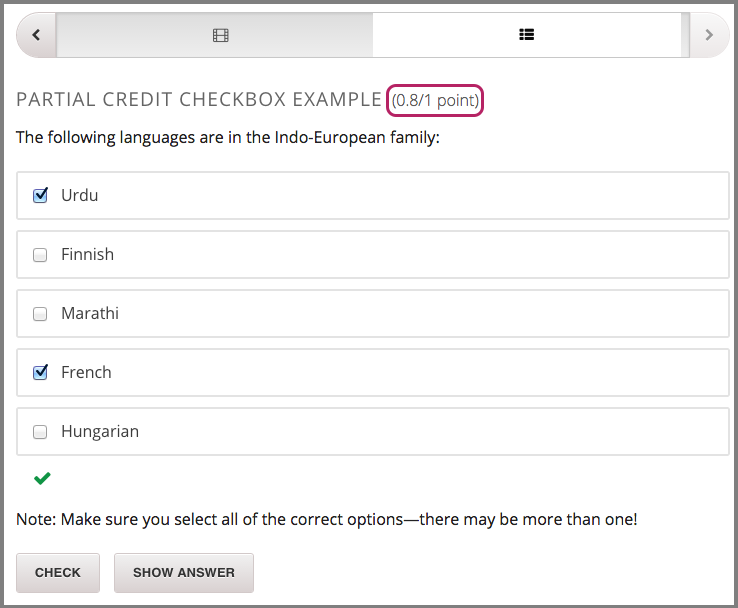 PARTIAL CREDIT CHECKBOX EXAMPLE (0.8/1 point)
The following languages are in the Indo-European family:
Urdu
Finnish
Marathi
French
Hungarian
Note: Make sure you select all of the correct options—there may be more than one!
CHECK SHOW ANSWER